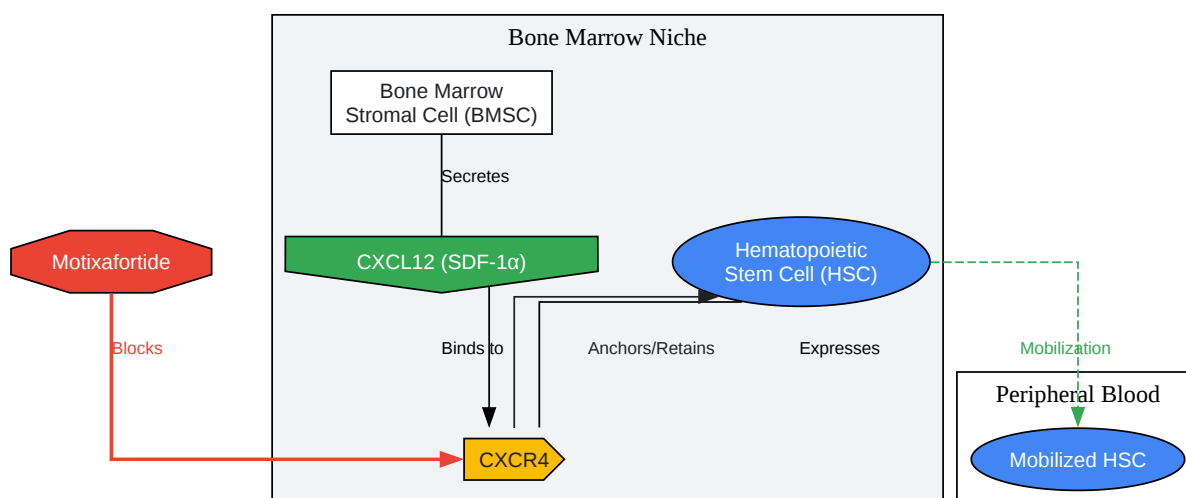 Bone Marrow Niche
Bone Marrow
Stromal Cell (BMSC)
Secretes
Motixafortide
CXCL12 (SDF-1α)
Hematopoietic
Stem Cell (HSC)
Blocks
Binds to
Anchors/Retains
Expresses
Mobilization
Peripheral Blood
CXCR4
Mobilized HSC